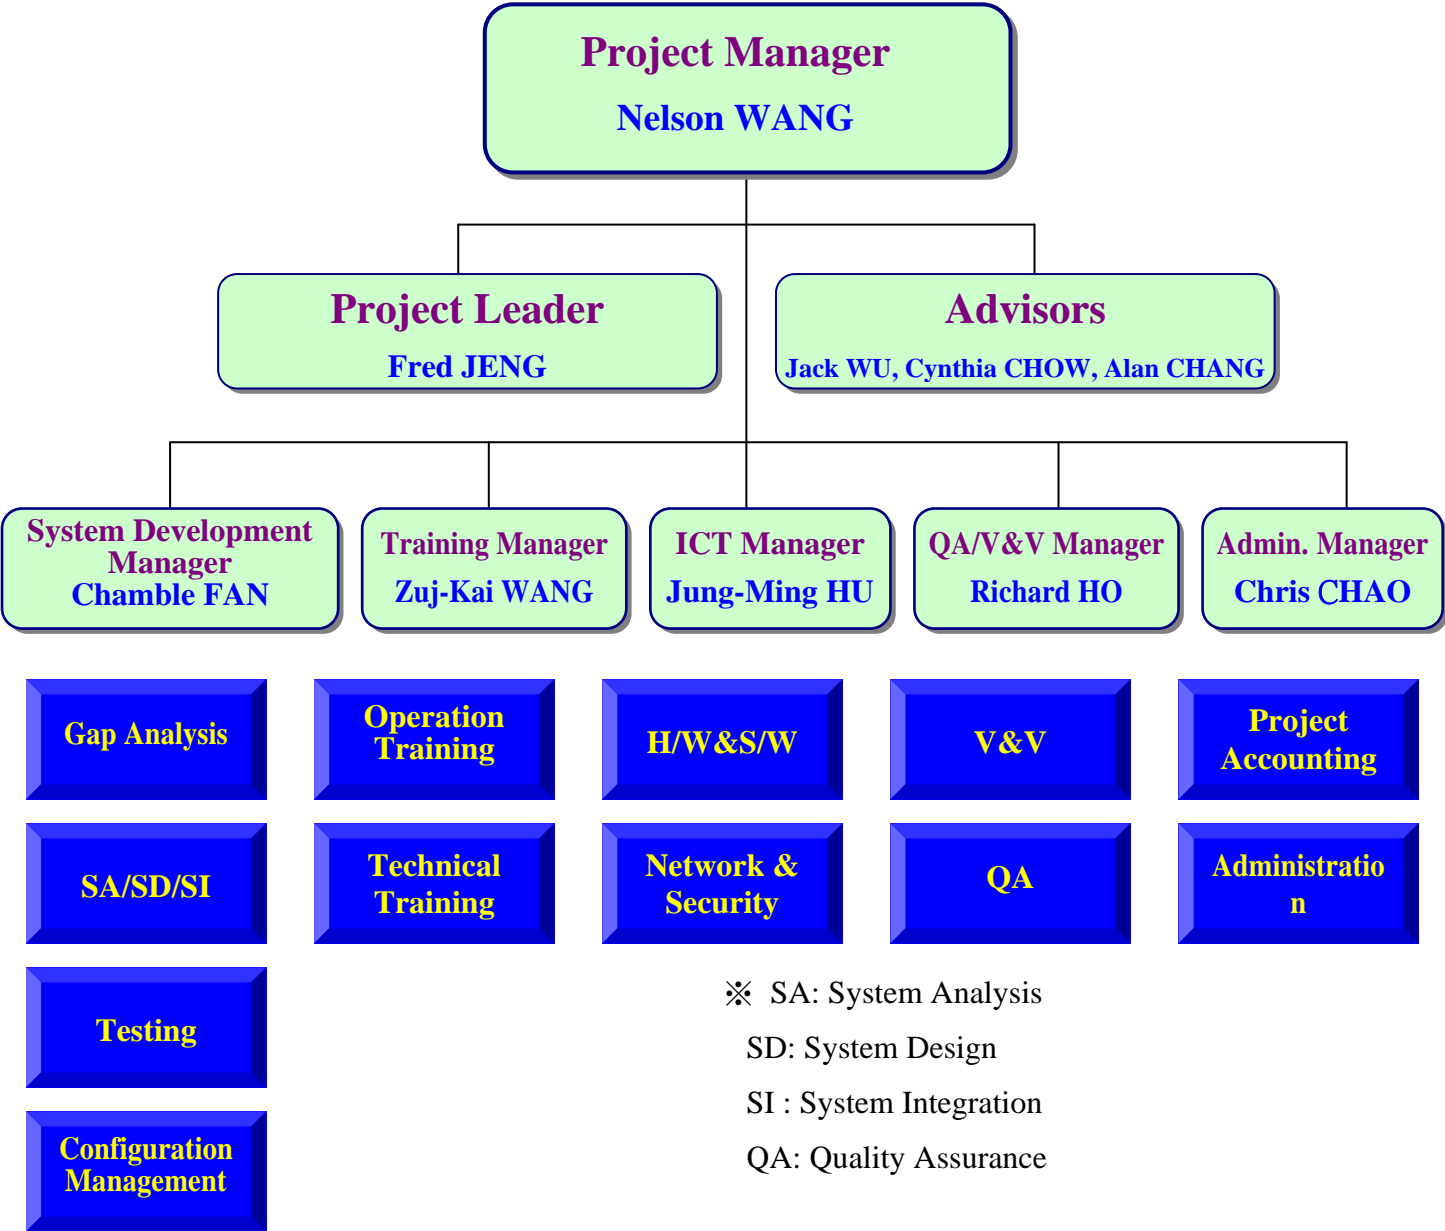 Project Manager
Nelson WANG
Project Leader
Fred JENG
Advisors
Jack WU, Cynthia CHOW, Alan CHANG
System Development
Manager
Chamble FAN
Training Manager
Zuj-Kai WANG
ICT Manager
Jung-Ming HU
QA/V&V Manager
Richard HO
Admin. Manager
Chris CHAO
Gap Analysis
Operation
Training
H/W&S/W
V&V
Project
Accounting
SA/SD/SI
Technical
Training
Network &
Security
QA
Administratio
n
Testing
Configuration
Management
※ SA: System Analysis
SD: System Design
SI : System Integration
QA: Quality Assurance